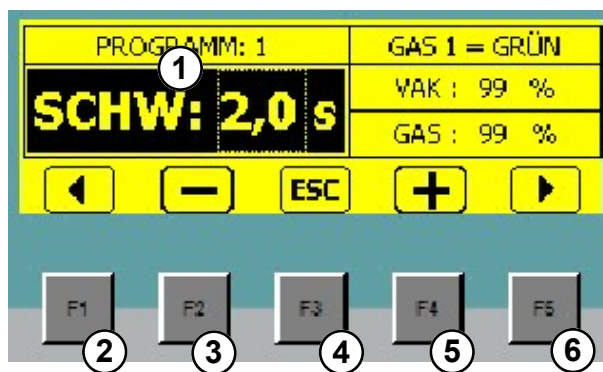 PROGRAMM: 1
GAS 1 = GRÜN
1
SCHW: 2,0 s
VAK : 99 %
GAS : 99 %
ESC
F1 F2 F3 F4 F5
2 3 4 5 6